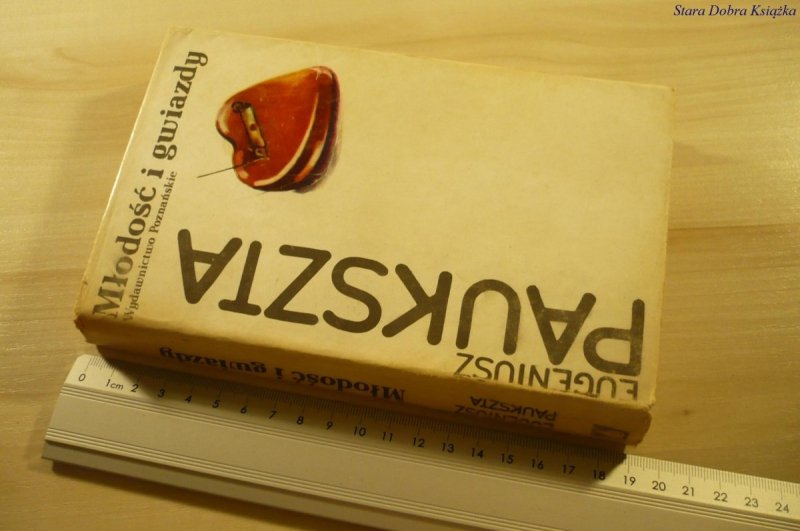 Stara Dobra Książka
Młodość i gwiazdy
Wydawnictwo Poznańskie
EUGENIUSZ
PAUKSZTA
Młodość i gwiazdy
EUGENIUSZ
PAUKSZTA
0 1cm 2 3 4 5 6 7 8 9 10 11 12 13 14 15 16 17 18 19 20 21 22 23 24